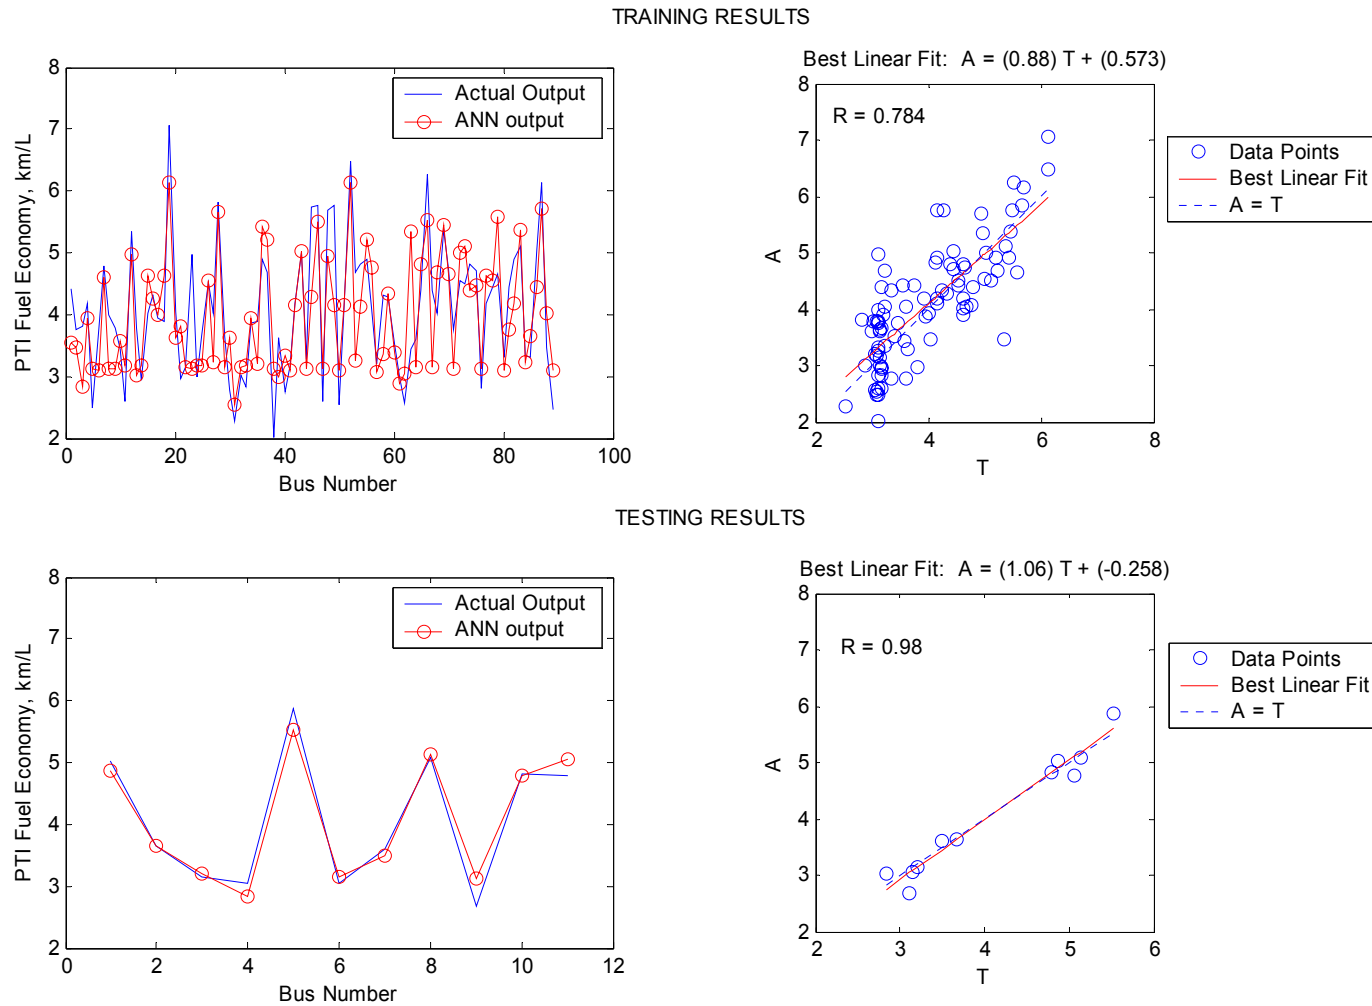 TRAINING RESULTS
8
7
6
5
4
3
2
0
20
40
60
80
100
PTI Fuel Economy, km/L
Bus Number
Actual Output
ANN output
Best Linear Fit: A = (0.88) T + (0.573)
R = 0.784
8
7
6
5
4
3
2
2
4
6
8
A
T
Data Points
Best Linear Fit
A = T
TESTING RESULTS
8
7
6
5
4
3
2
0
2
4
6
8
10
12
PTI Fuel Economy, km/L
Bus Number
Actual Output
ANN output
Best Linear Fit: A = (1.06) T + (-0.258)
R = 0.98
8
7
6
5
4
3
2
2
3
4
5
6
A
T
Data Points
Best Linear Fit
A = T